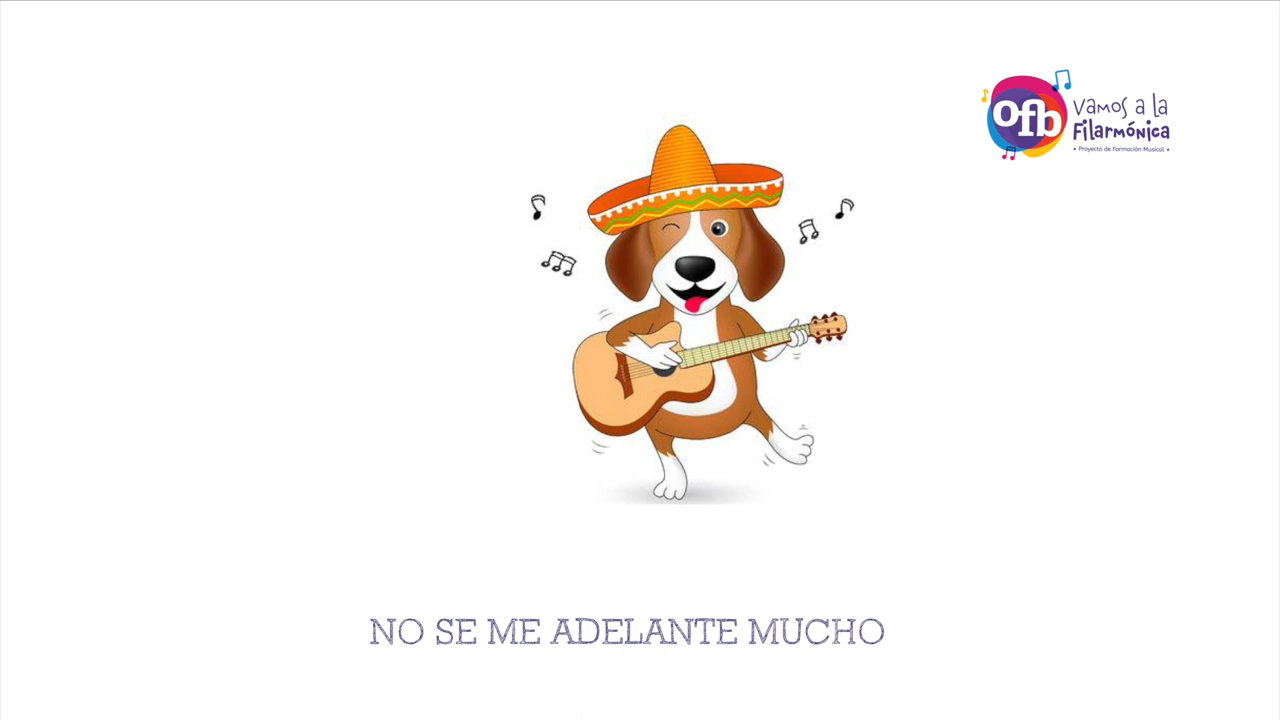 ofb
vamos a la
Filarmónica
• Proyecto de Formación Musical •
NO SE ME ADELANTE MUCHO